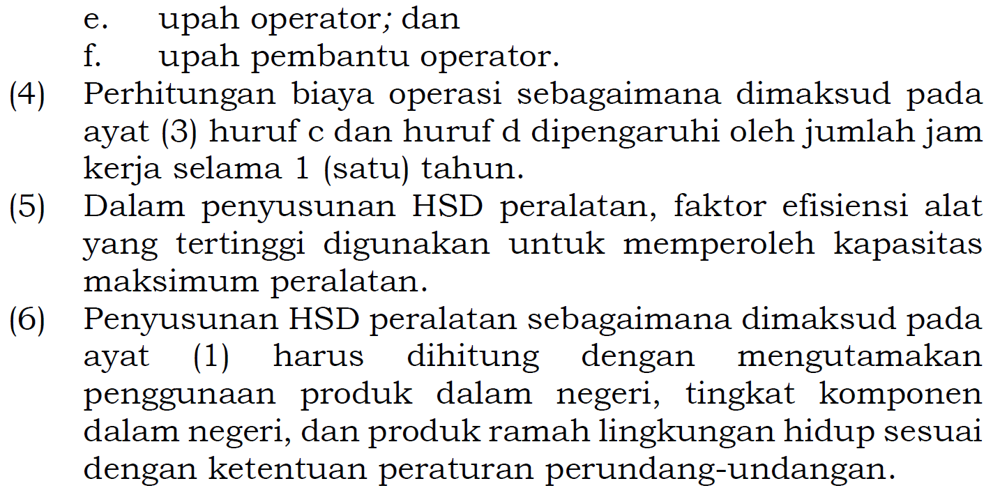 e. upah operator; dan
f. upah pembantu operator.
(4) Perhitungan biaya operasi sebagaimana dimaksud pada
ayat (3) huruf c dan huruf d dipengaruhi oleh jumlah jam
kerja selama 1 (satu) tahun.
(5) Dalam penyusunan HSD peralatan, faktor efisiensi alat
yang tertinggi digunakan untuk memperoleh kapasitas
maksimum peralatan.
(6) Penyusunan HSD peralatan sebagaimana dimaksud pada
ayat (1) harus dihitung dengan mengutamakan
penggunaan produk dalam negeri, tingkat komponen
dalam negeri, dan produk ramah lingkungan hidup sesuai
dengan ketentuan peraturan perundang-undangan.